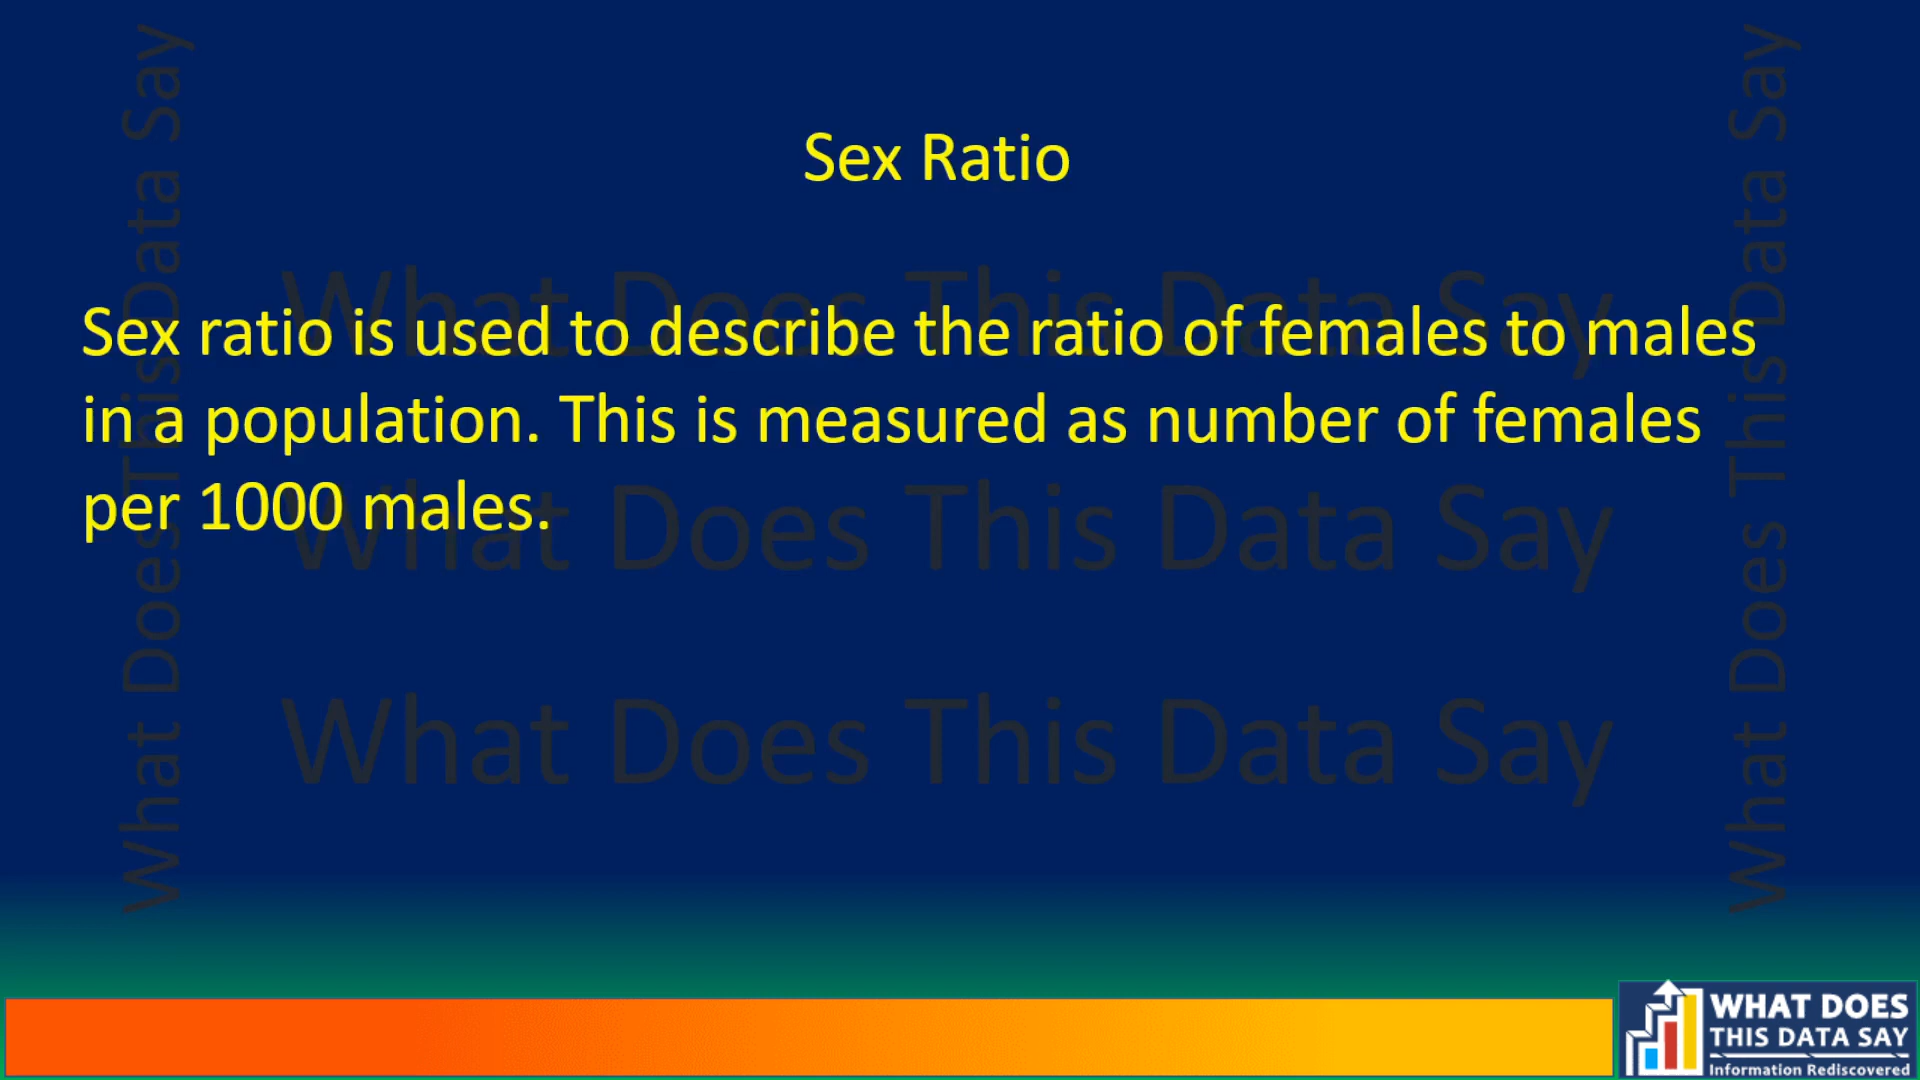 Sex Ratio
Sex ratio is used to describe the ratio of females to males
in a population. This is measured as number of females
per 1000 males.
What Does This Data Say
What Does This Data Say
What Does This Data Say
What Does This Data Say
What Does This Data Say
WHAT DOES
THIS DATA SAY
Information Rediscovered